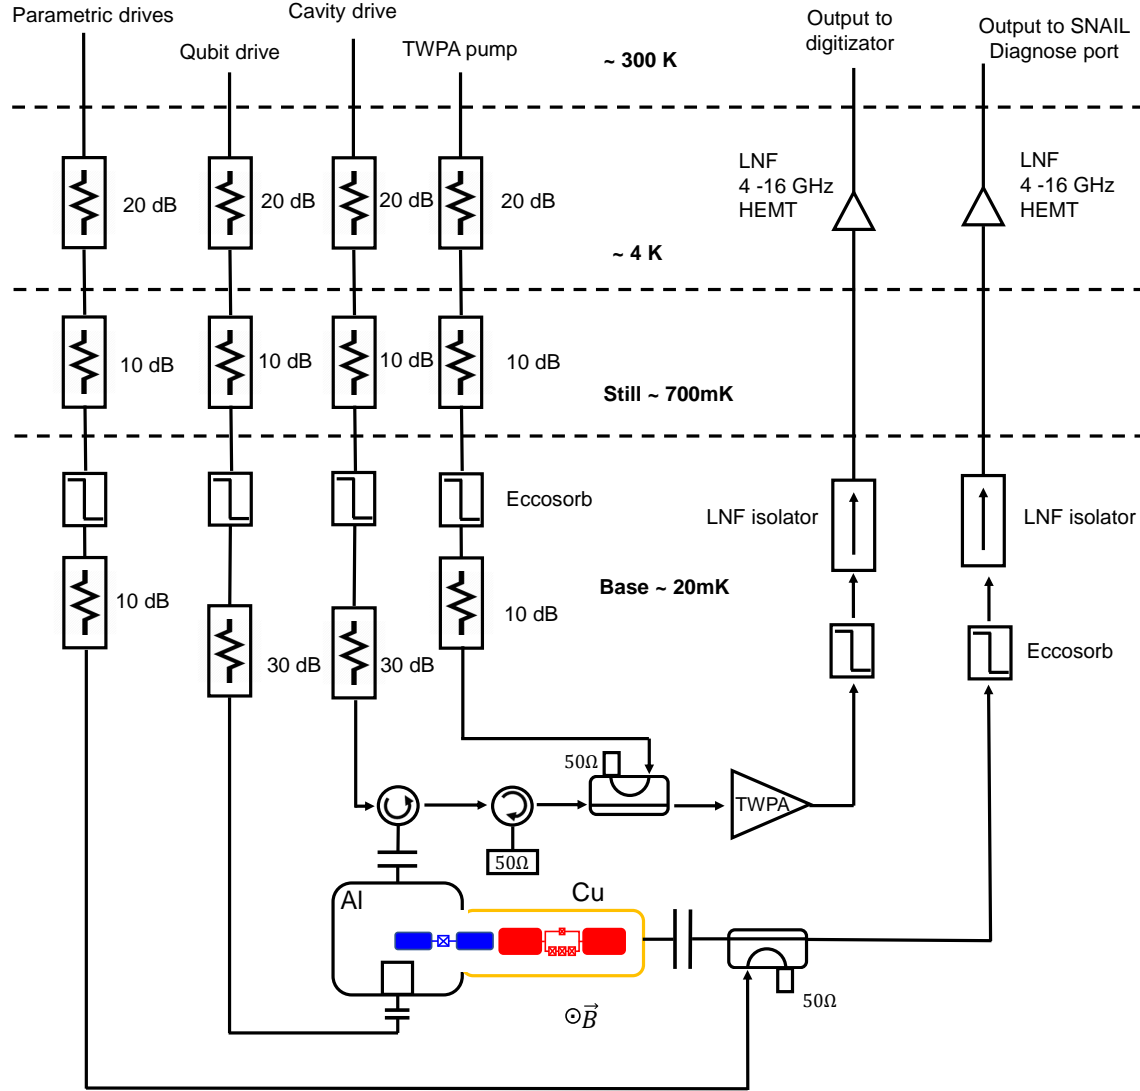 Parametric drives
Qubit drive
Cavity drive
TWPA pump
~ 300 K
Output to
digitizator
Output to SNAIL
Diagnose port
20 dB
20 dB
20 dB
20 dB
LNF
4 -16 GHz
HEMT
LNF
4 -16 GHz
HEMT
~ 4 K
10 dB
10 dB
10 dB
10 dB
Still ~ 700mK
Eccosorb
LNF isolator
LNF isolator
Base ~ 20mK
10 dB
10 dB
30 dB
30 dB
Eccosorb
50Ω
TWPA
50Ω
Al
Cu
50Ω
⊙B⃗